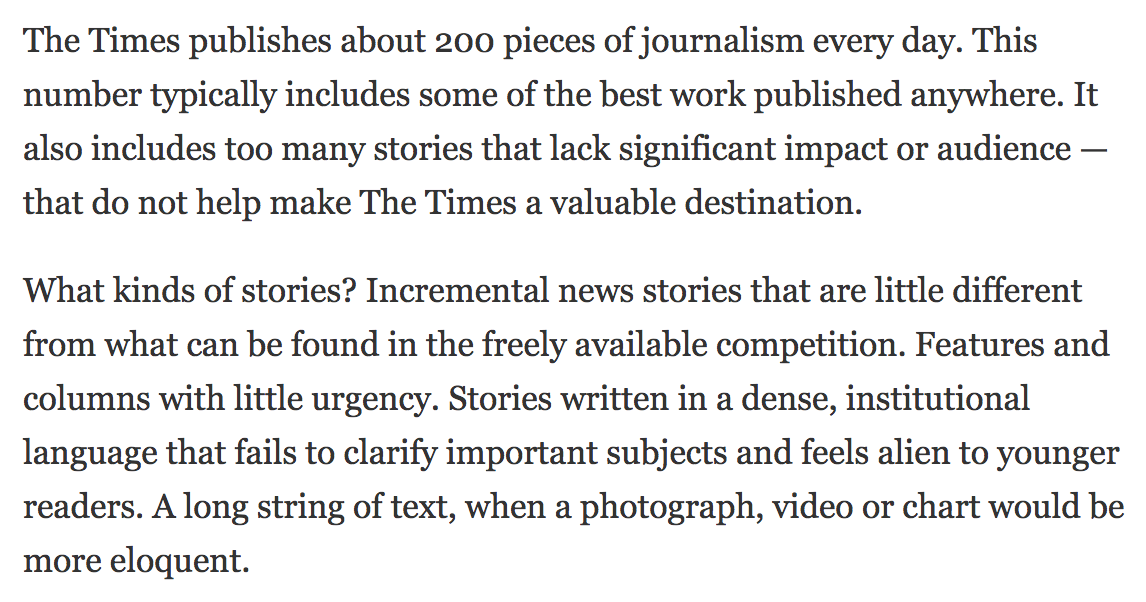 The Times publishes about 200 pieces of journalism every day. This
number typically includes some of the best work published anywhere. It
also includes too many stories that lack significant impact or audience —
that do not help make The Times a valuable destination.
What kinds of stories? Incremental news stories that are little different
from what can be found in the freely available competition. Features and
columns with little urgency. Stories written in a dense, institutional
language that fails to clarify important subjects and feels alien to younger
readers. A long string of text, when a photograph, video or chart would be
more eloquent.